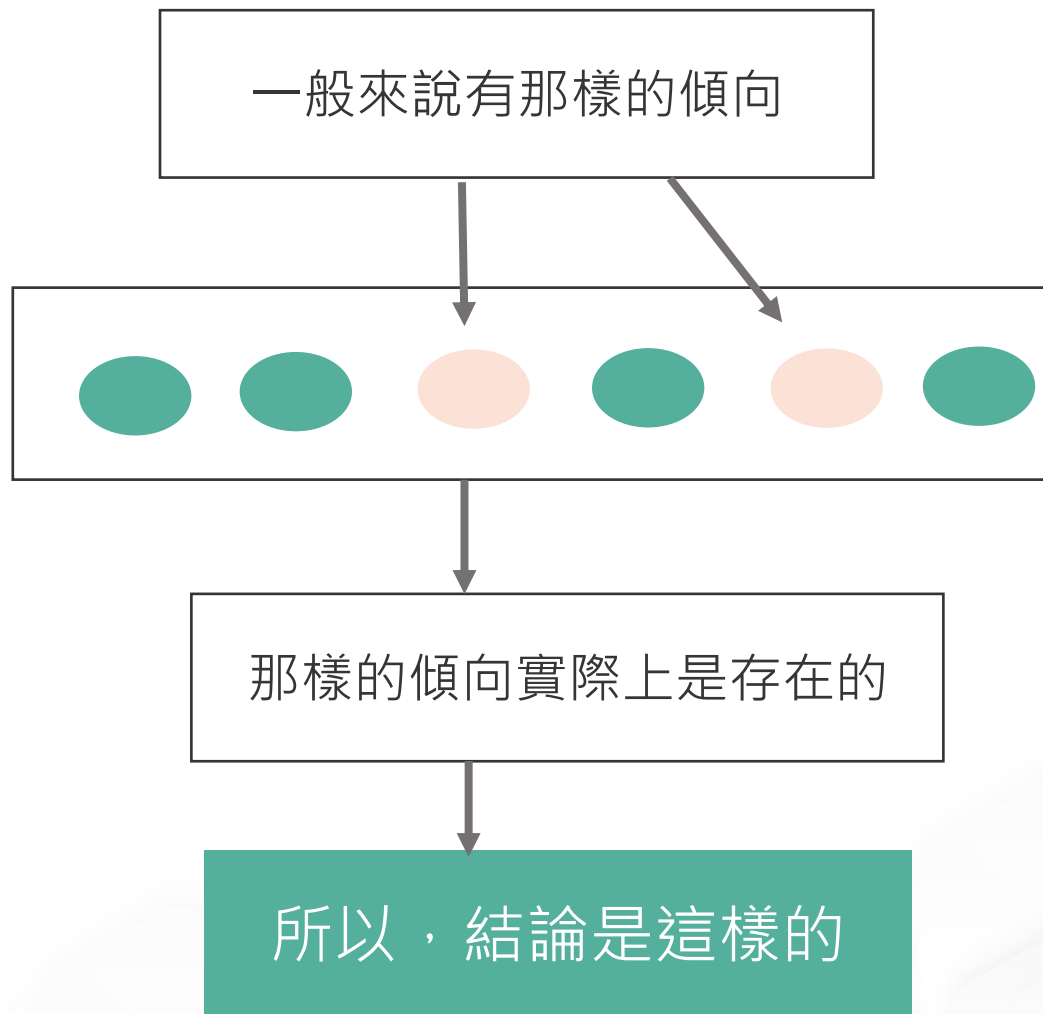 一般來說有那樣的傾向
那樣的傾向實際上是存在的
所以，結論是這樣的